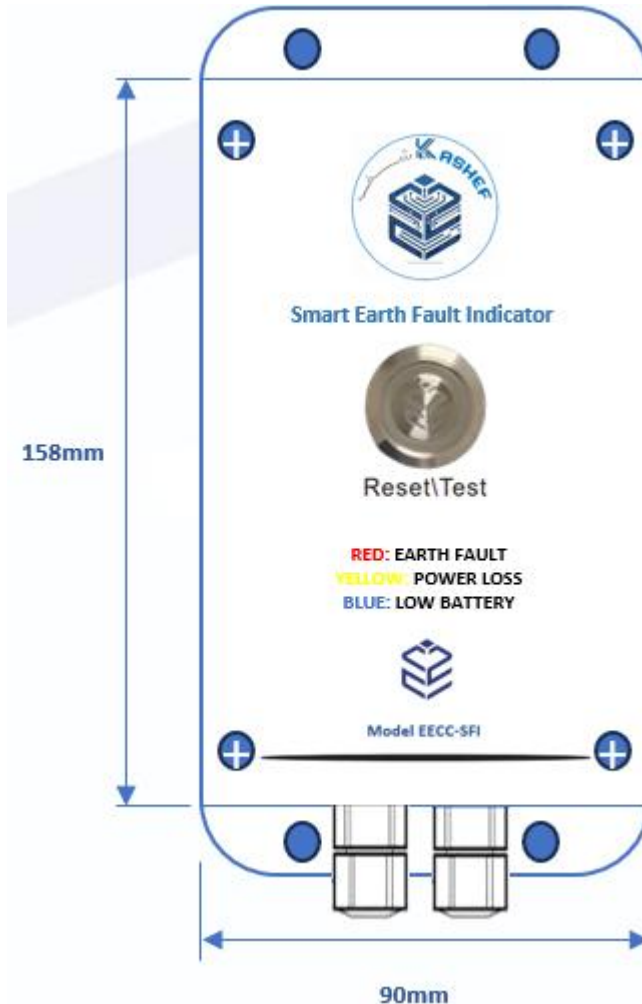 KASHEF
Smart Earth Fault Indicator
158mm
Reset\Test
RED: EARTH FAULT
YELLOW: POWER LOSS
BLUE: LOW BATTERY
Model EECC-SFI
90mm